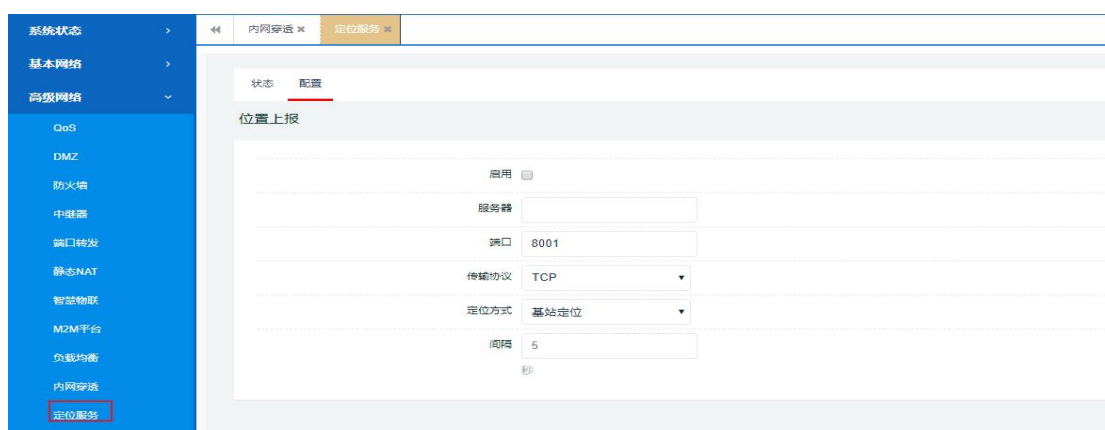 系统状态
基本网络
高级网络
QoS
DMZ
防火墙
中继器
端口转发
静态NAT
智慧物联
M2M平台
负载均衡
内网穿透
定位服务
内网穿透
定位服务
状态 配置
位置上报
启用
服务器
端口 8001
传输协议 TCP
定位方式 基站定位
间隔 5
秒